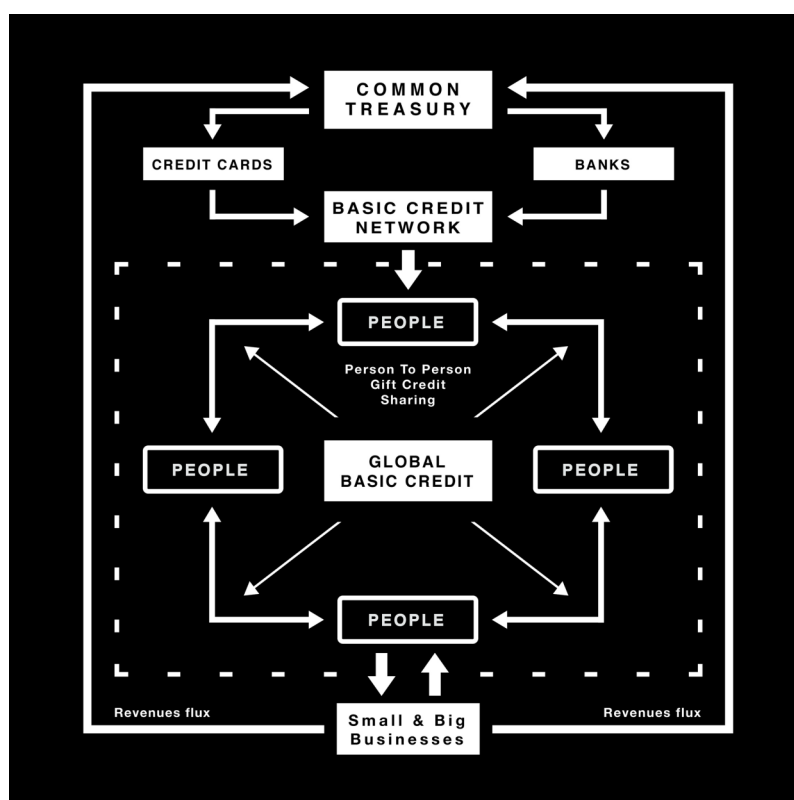 COMMON
TREASURY
CREDIT CARDS
BANKS
BASIC CREDIT
NETWORK
PEOPLE
Person To Person
Gift Credit
Sharing
PEOPLE
GLOBAL
BASIC CREDIT
PEOPLE
PEOPLE
Revenues flux
Small & Big
Businesses
Revenues flux